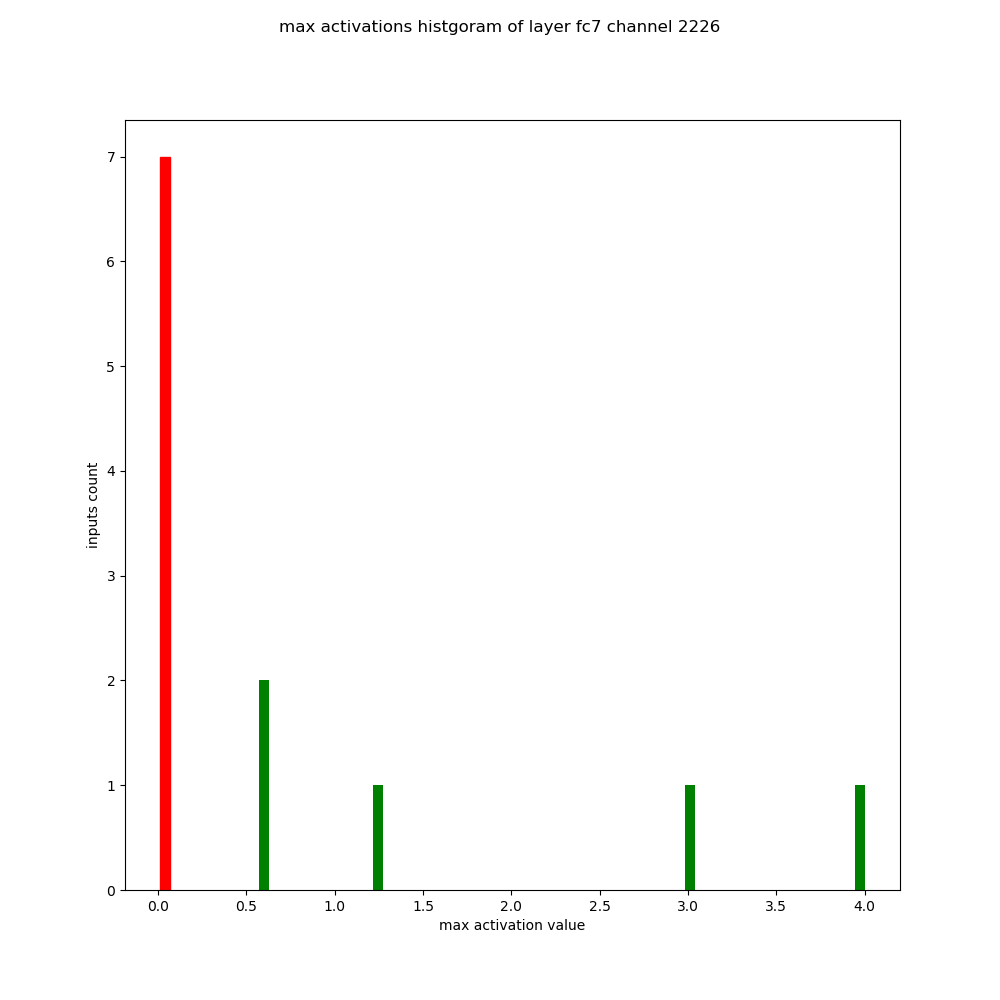 max activations histgoram of layer fc7 channel 2226
7
6
5
4
3
2
1
0
inputs count
0.0 0.5 1.0 1.5 2.0 2.5 3.0 3.5 4.0
max activation value